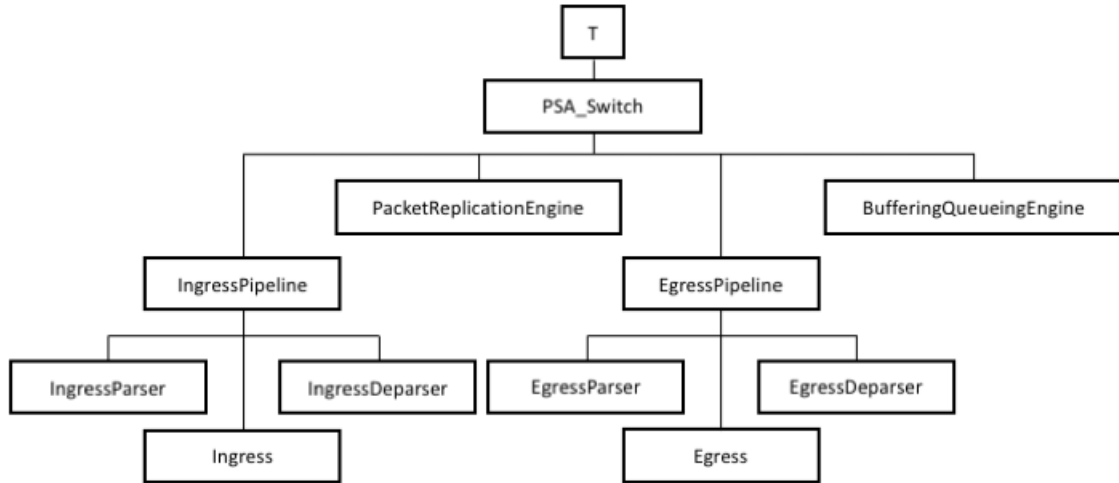 T
PSA_Switch
PacketReplicationEngine
BufferingQueueingEngine
IngressPipeline
EgressPipeline
IngressParser
IngressDeparser
EgressParser
EgressDeparser
Ingress
Egress